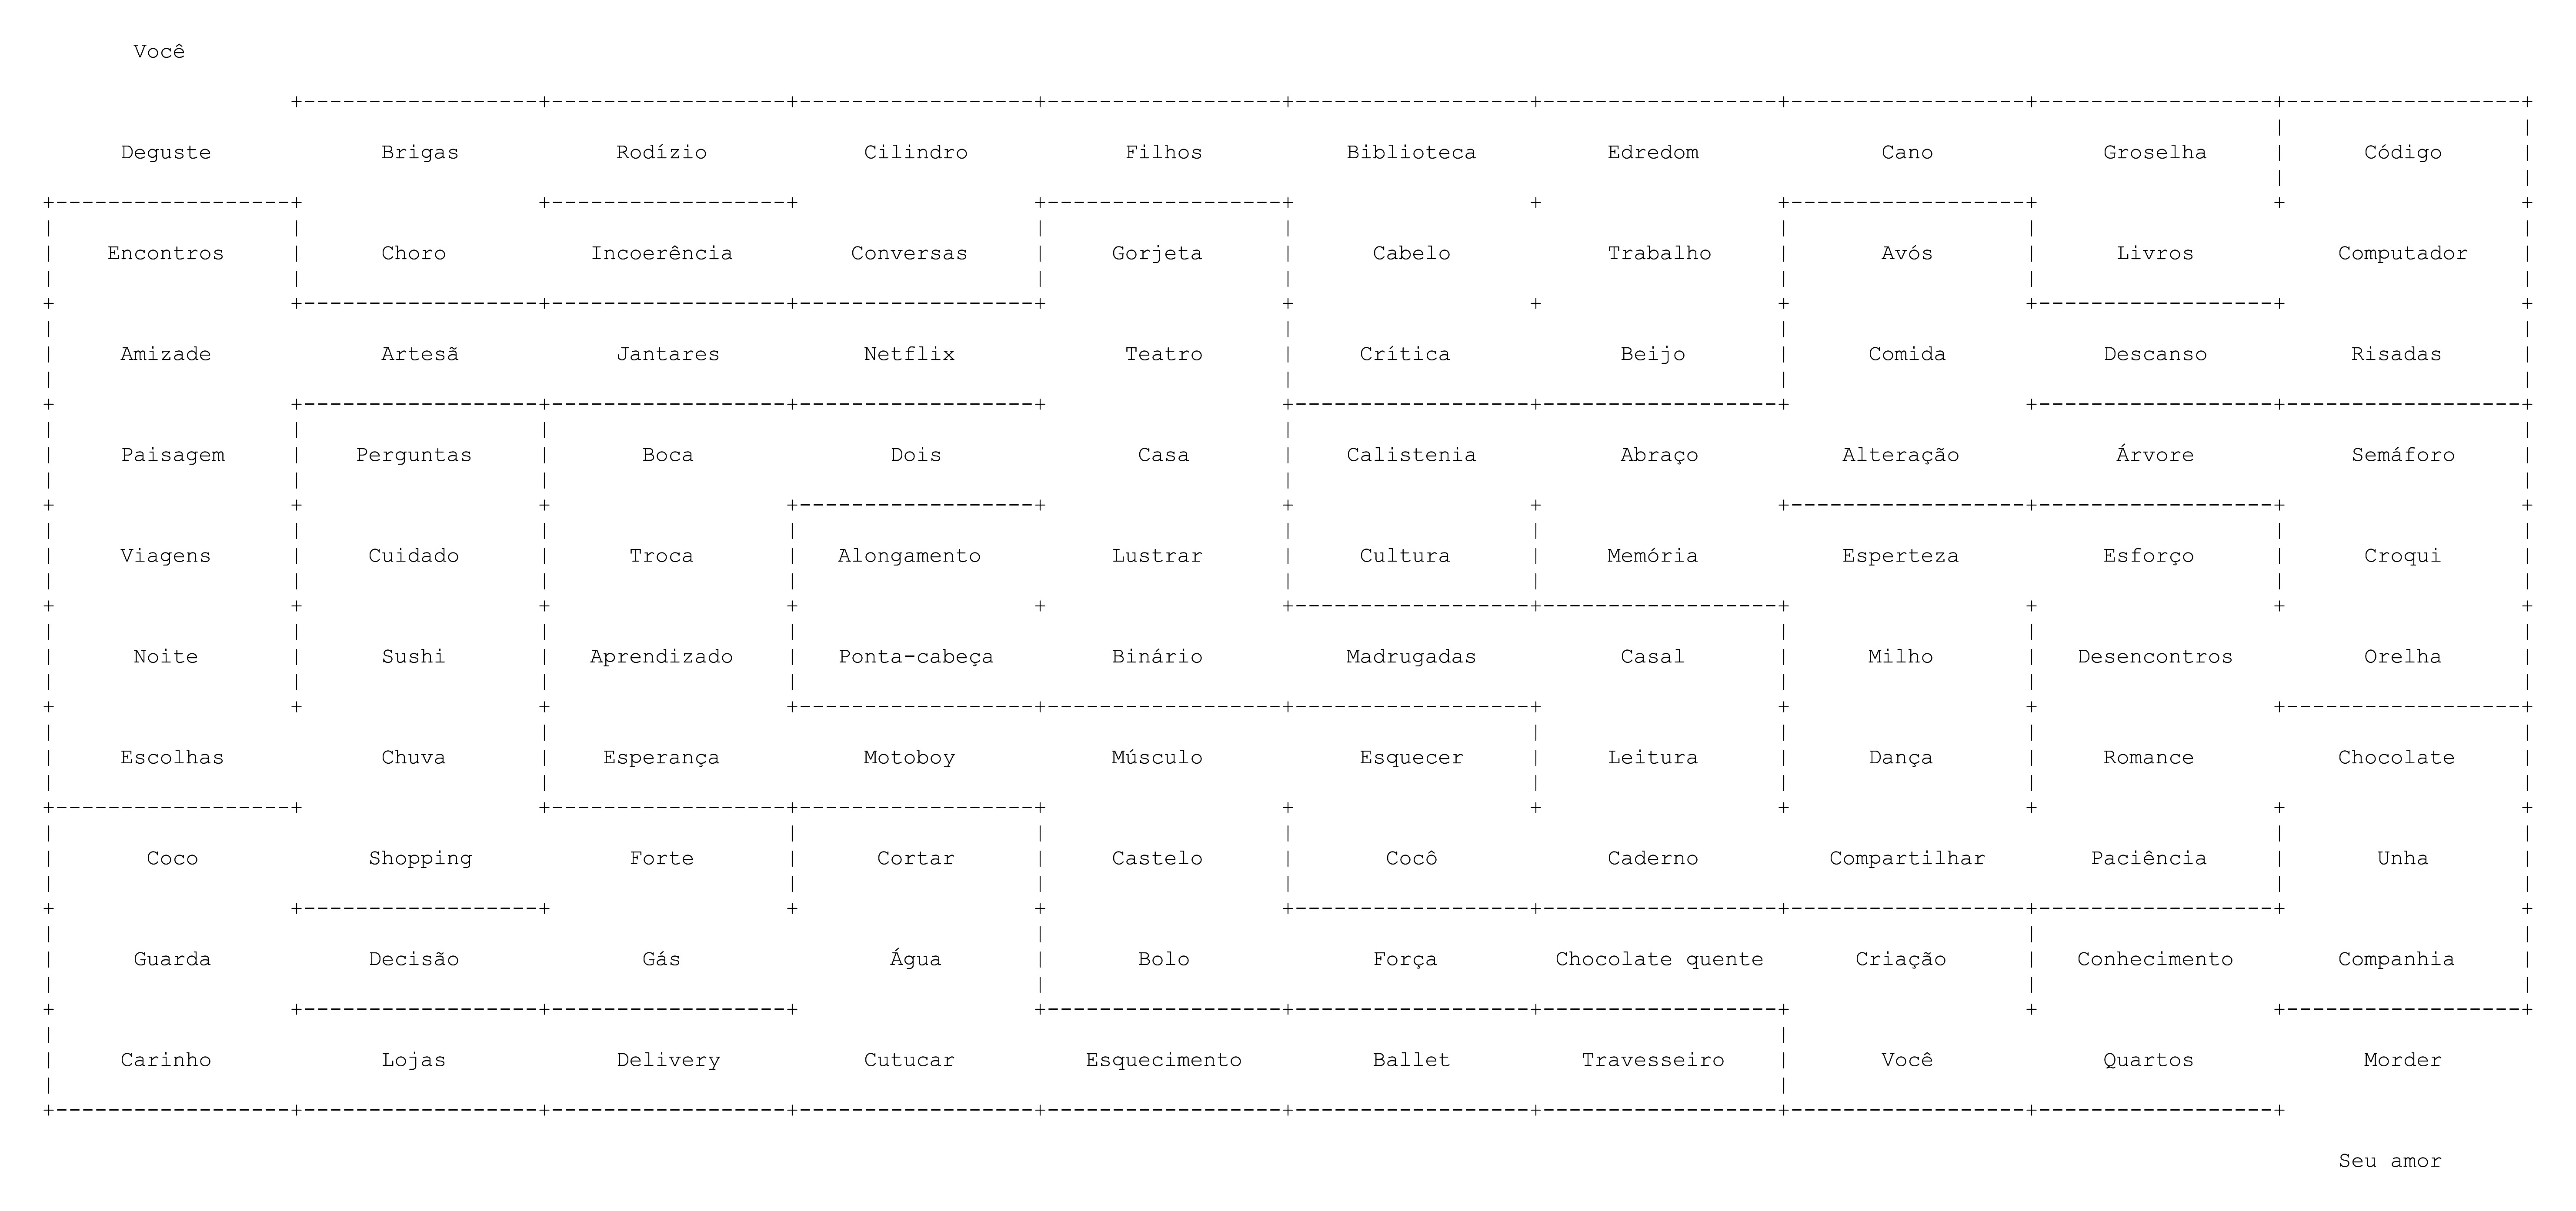 Você
Deguste Brigas Rodízio Cilindro Filhos Biblioteca Edredom Cano Groselha Código
Encontros Choro Incoerência Conversas Gorjeta Cabelo Trabalho Avós Livros Computador
Amizade Artesã Jantares Netflix Teatro Crítica Beijo Comida Descanso Risadas
Paisagem Perguntas Boca Dois Casa Calistenia Abraço Alteração Árvore Semáforo
Viagens Cuidado Troca Alongamento Lustrar Cultura Memória Esperteza Esforço Croqui
Noite Sushi Aprendizado Ponta-cabeça Binário Madrugadas Casal Milho Desencontros Orelha
Escolhas Chuva Esperança Motoboy Músculo Esquecer Leitura Dança Romance Chocolate
Coco Shopping Forte Cortar Castelo Cocô Caderno Compartilhar Paciência Unha
Guarda Decisão Gás Água Bolo Força Chocolate quente Criação Conhecimento Companhia
Carinho Lojas Delivery Cutucar Esquecimento Ballet Travesseiro Você Quartos Morder
Seu amor